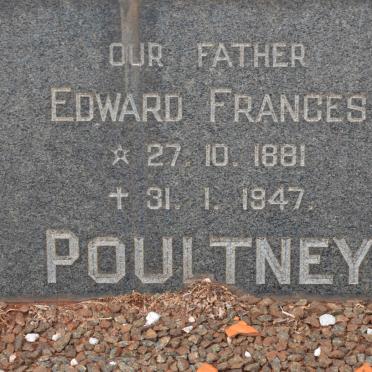 OUR FATHER
EDWARD FRANCES
☆ 27. 10. 1881
✝ 31. 1. 1947.
POULTNEY